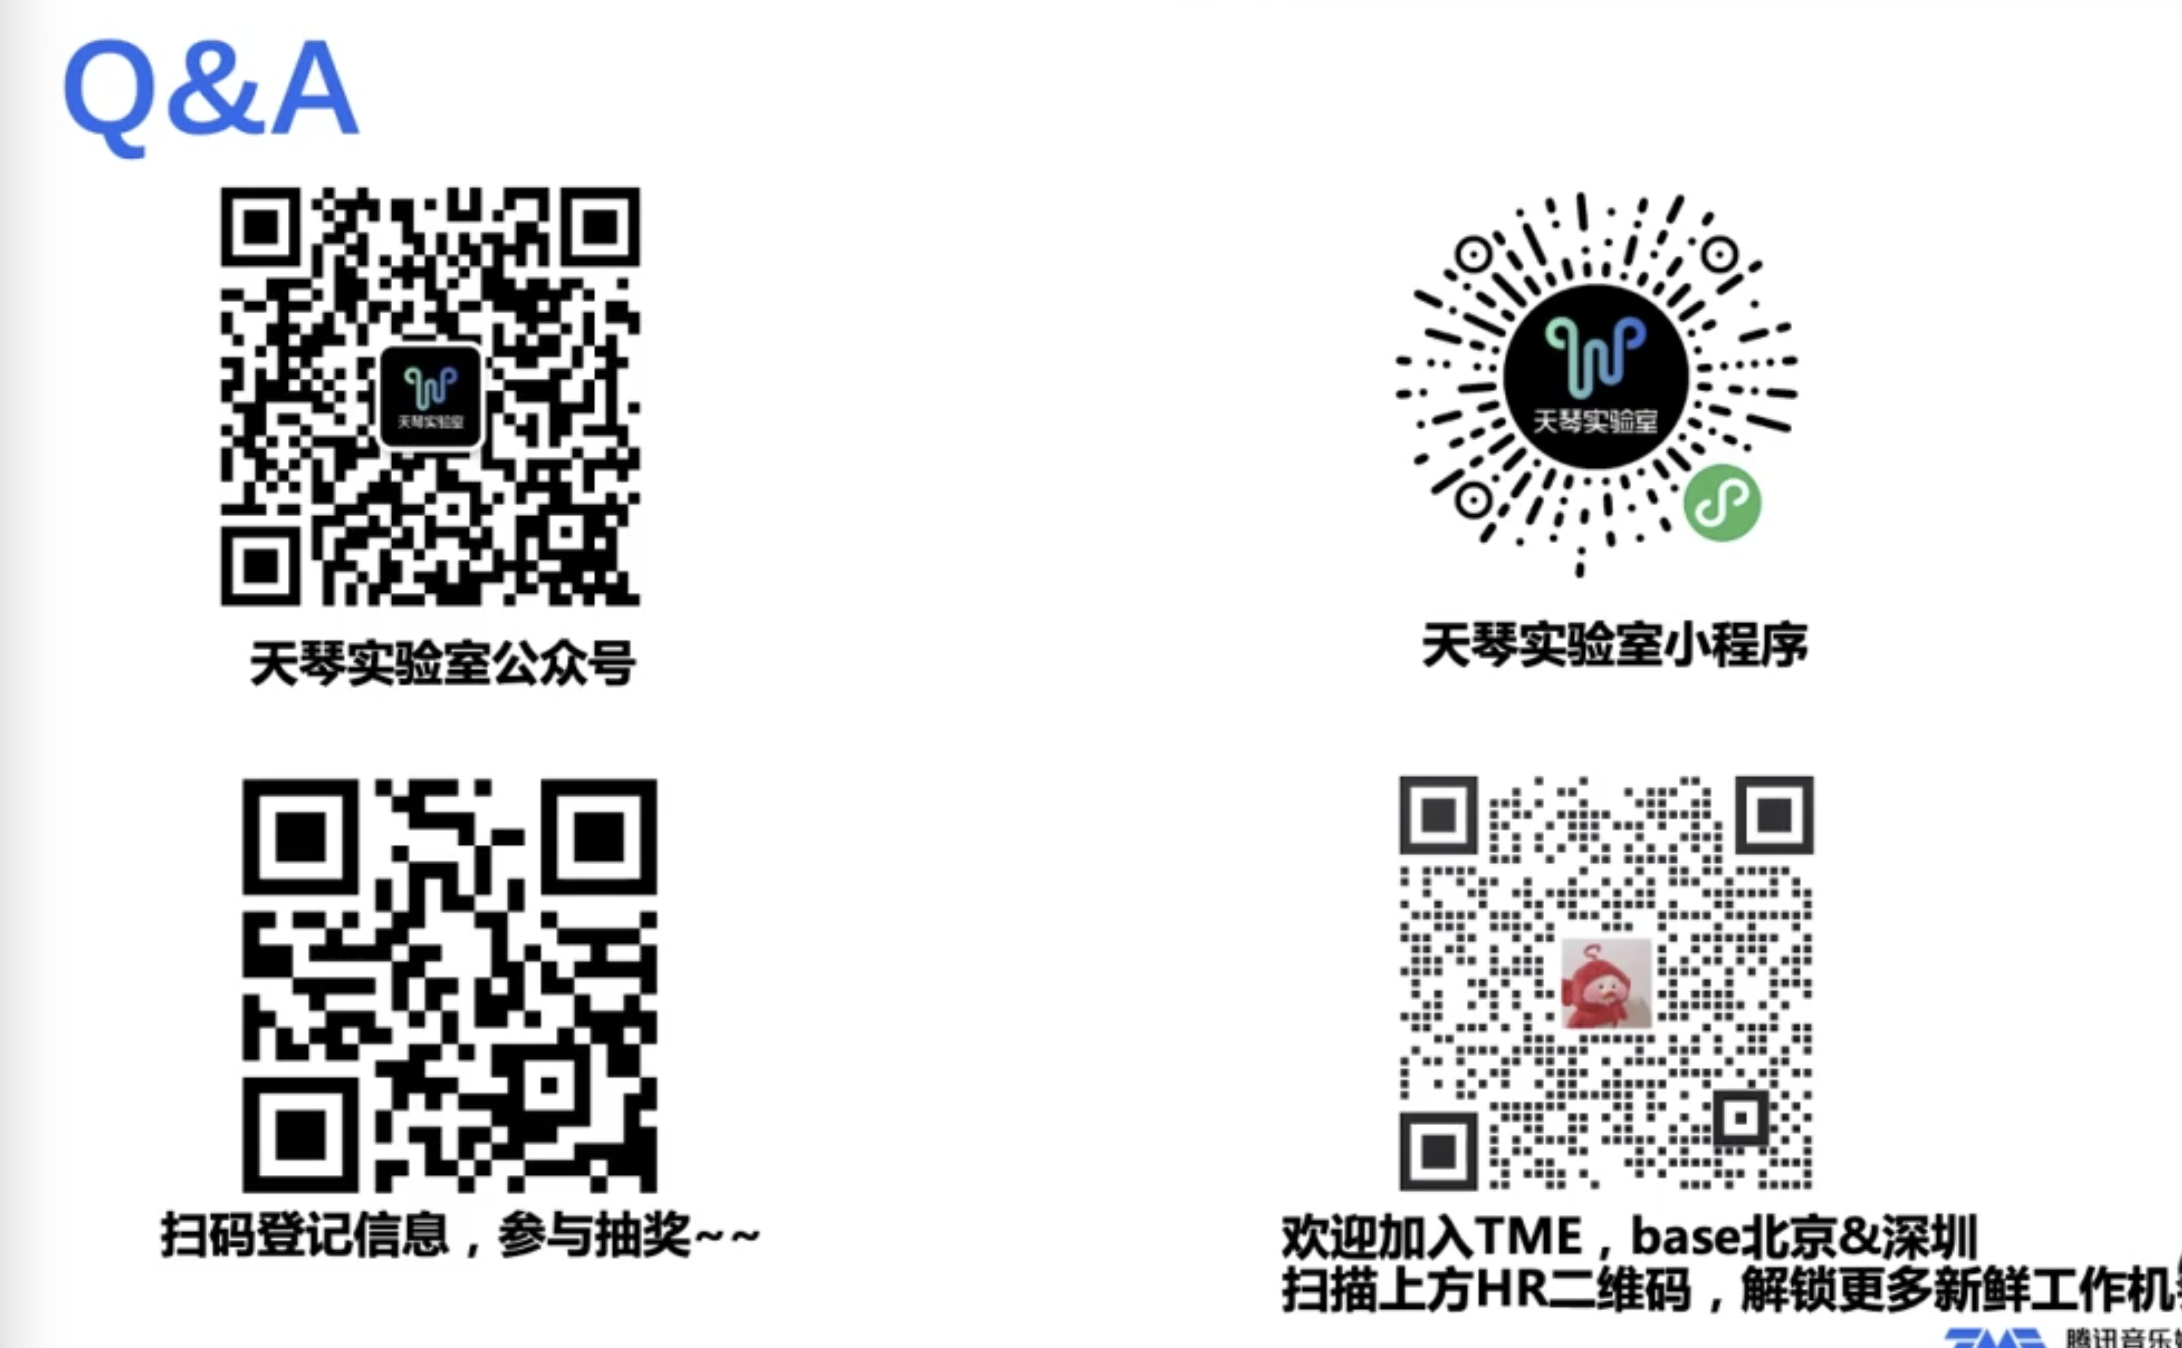 Q&A
天琴实验室
天琴实验室
天琴实验室公众号
天琴实验室小程序
扫码登记信息，参与抽奖~~
欢迎加入TME，base北京&深圳
扫描上方HR二维码，解锁更多新鲜工作机
TME 腾讯音乐